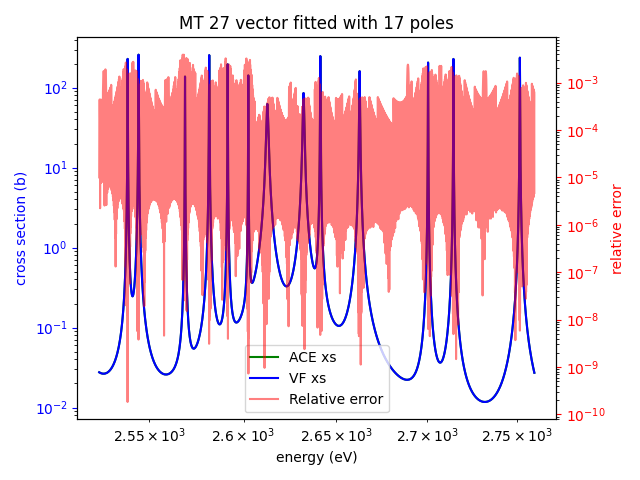 MT 27 vector fitted with 17 poles
cross section (b)
10²
10¹
10⁰
10⁻¹
10⁻²
10⁻³
10⁻⁴
10⁻⁵
10⁻⁶
10⁻⁷
10⁻⁸
10⁻⁹
10⁻¹⁰
relative error
ACE xs
VF xs
Relative error
2.55 × 10³ 2.6 × 10³ 2.65 × 10³ 2.7 × 10³ 2.75 × 10³
energy (eV)